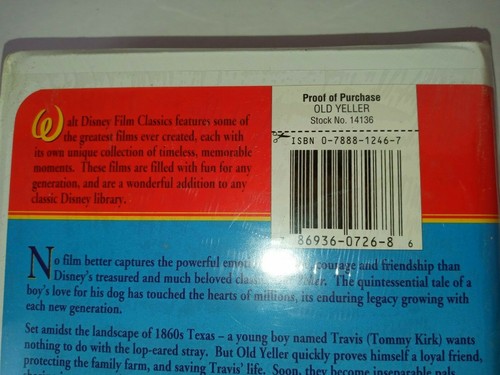 Walt Disney Film Classics features some of
the greatest films ever created, each with
its own unique collection of timeless, memorable
moments. These films are filled with fun for any
generation, and are a wonderful addition to any
classic Disney library.
Proof of Purchase
OLD YELLER
Stock No. 14136
ISBN 0-7888-1246-7
86936-0726-8 6
No film better captures the powerful courage and friendship than
Disney's treasured and much beloved The quintessential tale of a
boy's love for his dog has touched the hearts of millions, its enduring legacy growing with
each new generation.
Set amidst the landscape of 1860s Texas – a young boy named Travis (Tommy Kirk) wants
nothing to do with the lop-eared stray. But Old Yeller quickly proves himself a loyal friend,
protecting the family farm, and saving Travis' life. Soon, they become inseparable pals